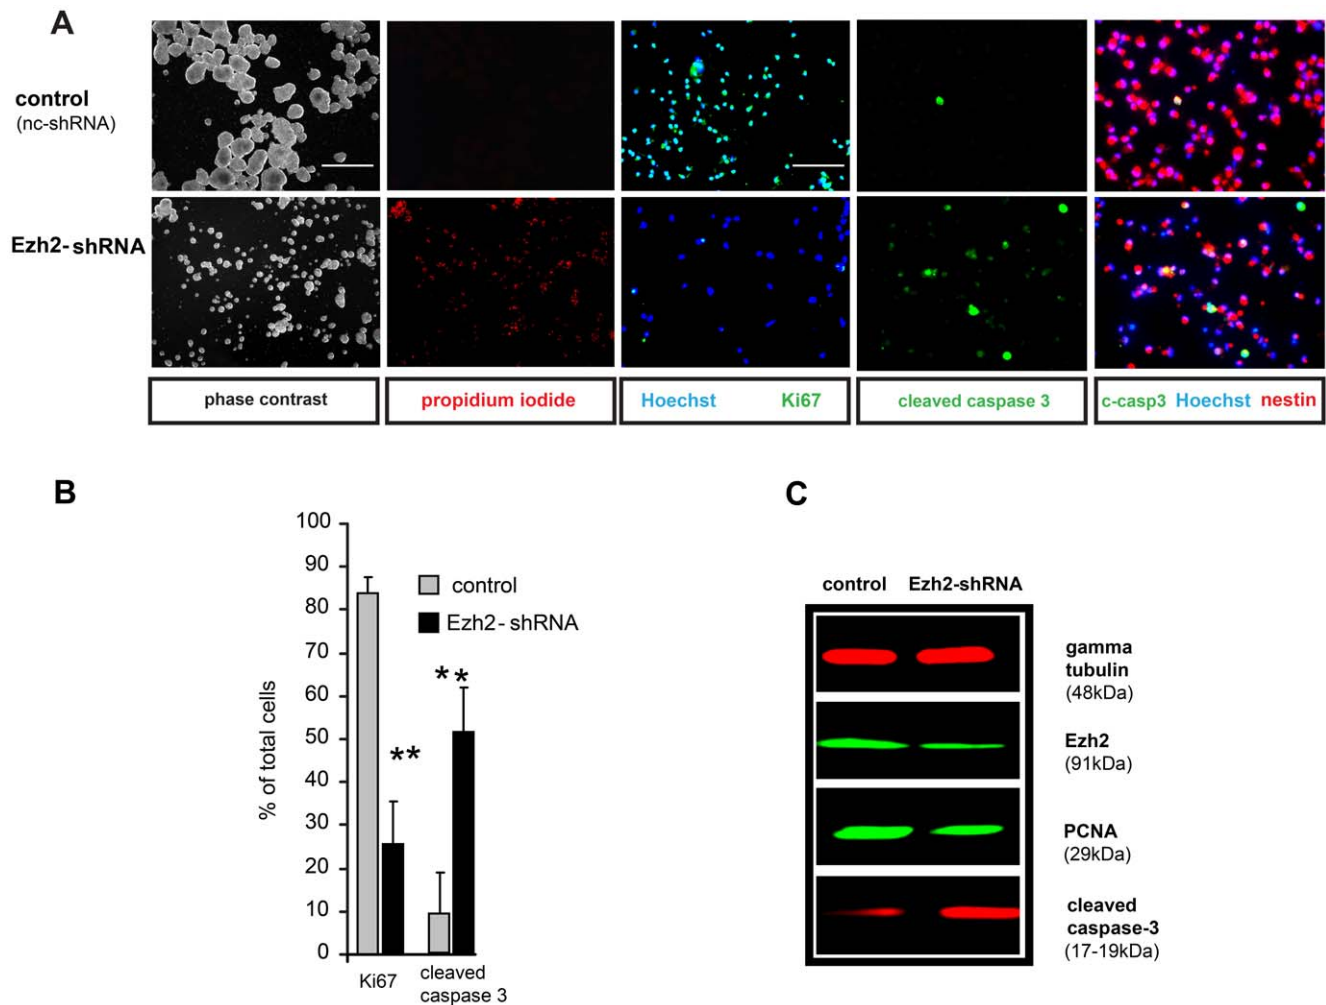 A
control
(nc-shRNA)
Ezh2-shRNA
phase contrast
propidium iodide
Hoechst Ki67
cleaved caspase 3
c-casp3 Hoechst nestin
B
% of total cells
100
90
80
70
60
50
40
30
20
10
0
control
Ezh2- shRNA
**
**
Ki67
cleaved
caspase 3
C
control Ezh2-shRNA
gamma
tubulin
(48kDa)
Ezh2
(91kDa)
PCNA
(29kDa)
cleaved
caspase-3
(17-19kDa)